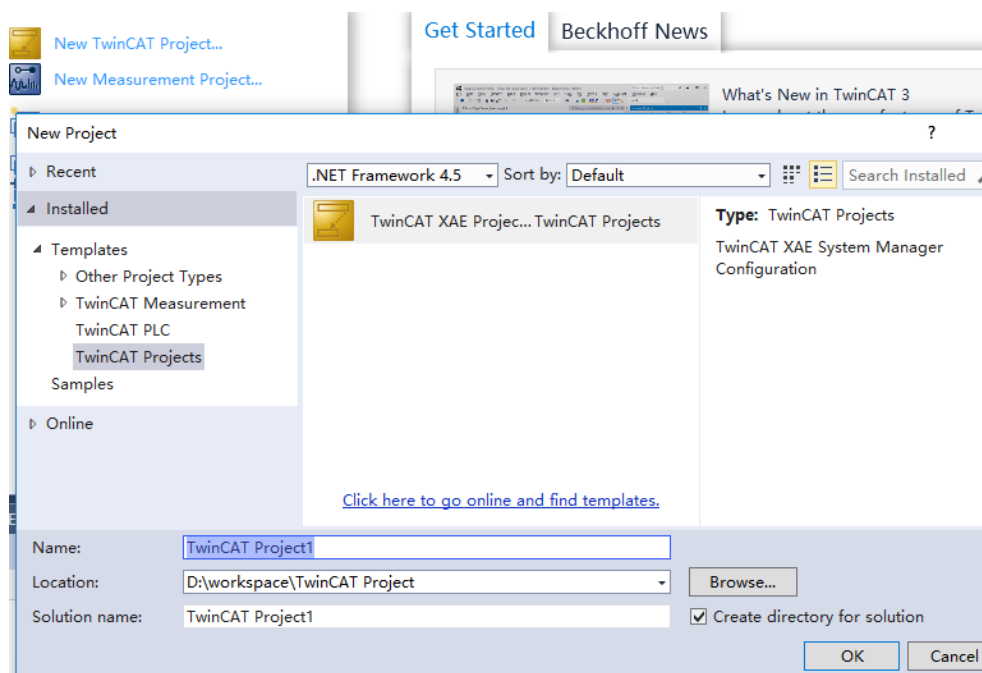 Get Started
Beckhoff News
New TwinCAT Project...
New Measurement Project...
What's New in TwinCAT 3
New Project
?
Recent
.NET Framework 4.5
Sort by:
Default
Search Installed
Installed
TwinCAT XAE Projec... TwinCAT Projects
Type: TwinCAT Projects
TwinCAT XAE System Manager
Configuration
Templates
Other Project Types
TwinCAT Measurement
TwinCAT PLC
TwinCAT Projects
Samples
Online
Click here to go online and find templates.
Name:
TwinCAT Project1
Location:
D:\workspace\TwinCAT Project
Browse...
Solution name:
TwinCAT Project1
Create directory for solution
OK
Cancel